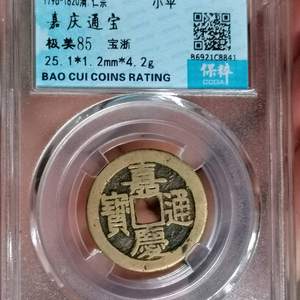 1796-1820清 仁宗 小平
嘉庆通宝
极美85 宝浙
25.1*1.2mm*4.2g
BAO CUI COINS RATING
保粹
B6921C8841
嘉慶通寶